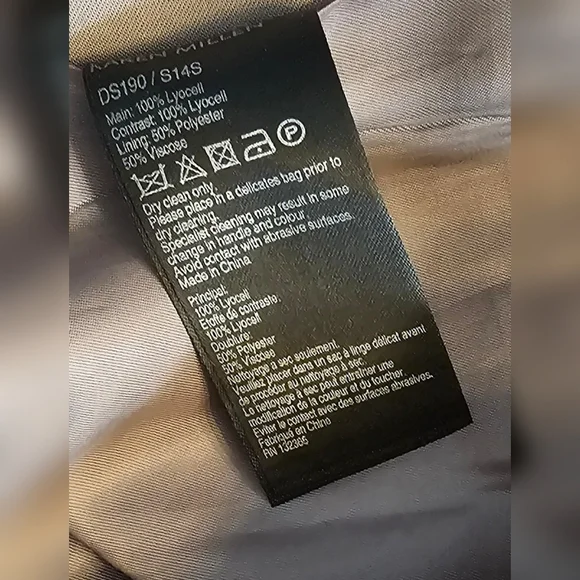 KAREN MILLEN
DS190 / S14S
Main: 100% Lyocell
Contrast: 100% Lyocell
Lining: 50% Polyester
50% Viscose
P
Dry clean only.
Please place in a delicates bag prior to
dry cleaning.
Specialist cleaning may result in some
change in handle and colour.
Avoid contact with abrasive surfaces.
Made in China
Principal:
100% Lyocell
Etoffe de contraste:
100% Lyocell
Doublure:
50% Polyester
50% Viscose
Nettoyage a sec seulement.
Veuillez placer dans un sac à linge délicat avant
de procéder au nettoyage à sec.
Le nettoyage à sec peut entraîner une
modification de la couleur et du toucher.
Eviter le contact avec des surfaces abrasives.
Fabriqué en Chine
RN 132385